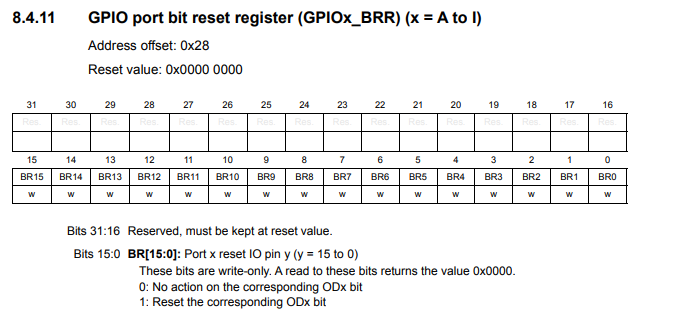 8.4.11 GPIO port bit reset register (GPIOx_BRR) (x = A to I)
Address offset: 0x28
Reset value: 0x0000 0000
31 30 29 28 27 26 25 24 23 22 21 20 19 18 17 16
Res. Res. Res. Res. Res. Res. Res. Res. Res. Res. Res. Res. Res. Res. Res. Res.
15 14 13 12 11 10 9 8 7 6 5 4 3 2 1 0
BR15 BR14 BR13 BR12 BR11 BR10 BR9 BR8 BR7 BR6 BR5 BR4 BR3 BR2 BR1 BR0
w w w w w w w w w w w w w w w w
Bits 31:16 Reserved, must be kept at reset value.
Bits 15:0 BR[15:0]: Port x reset IO pin y (y = 15 to 0)
These bits are write-only. A read to these bits returns the value 0x0000.
0: No action on the corresponding ODx bit
1: Reset the corresponding ODx bit